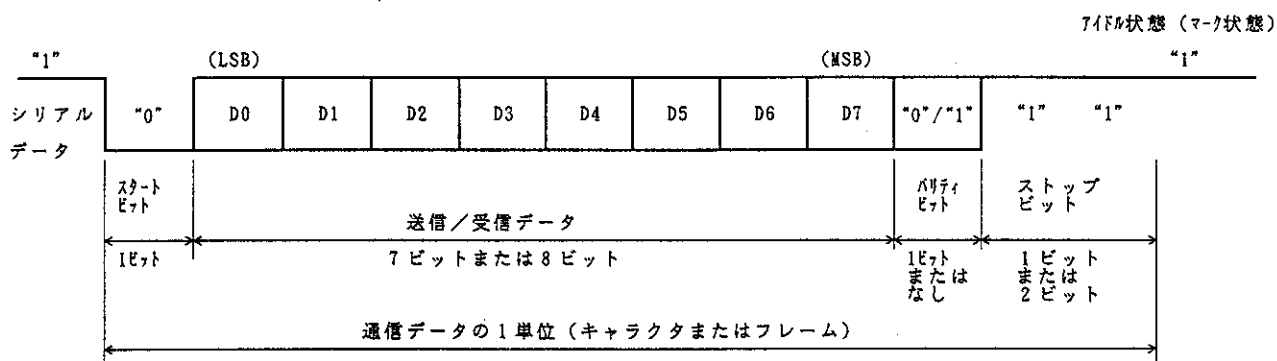 アイドル状態（マーク状態）
“1” (LSB) (MSB) “1”
シリアル “0” D0 D1 D2 D3 D4 D5 D6 D7 “0”/“1” “1” “1”
データ
スタート
ビット
送信／受信データ
パリティ
ビット
ストップ
ビット
1ビット
7ビットまたは8ビット
1ビット
または
なし
1ビット
または
2ビット
通信データの1単位（キャラクタまたはフレーム）